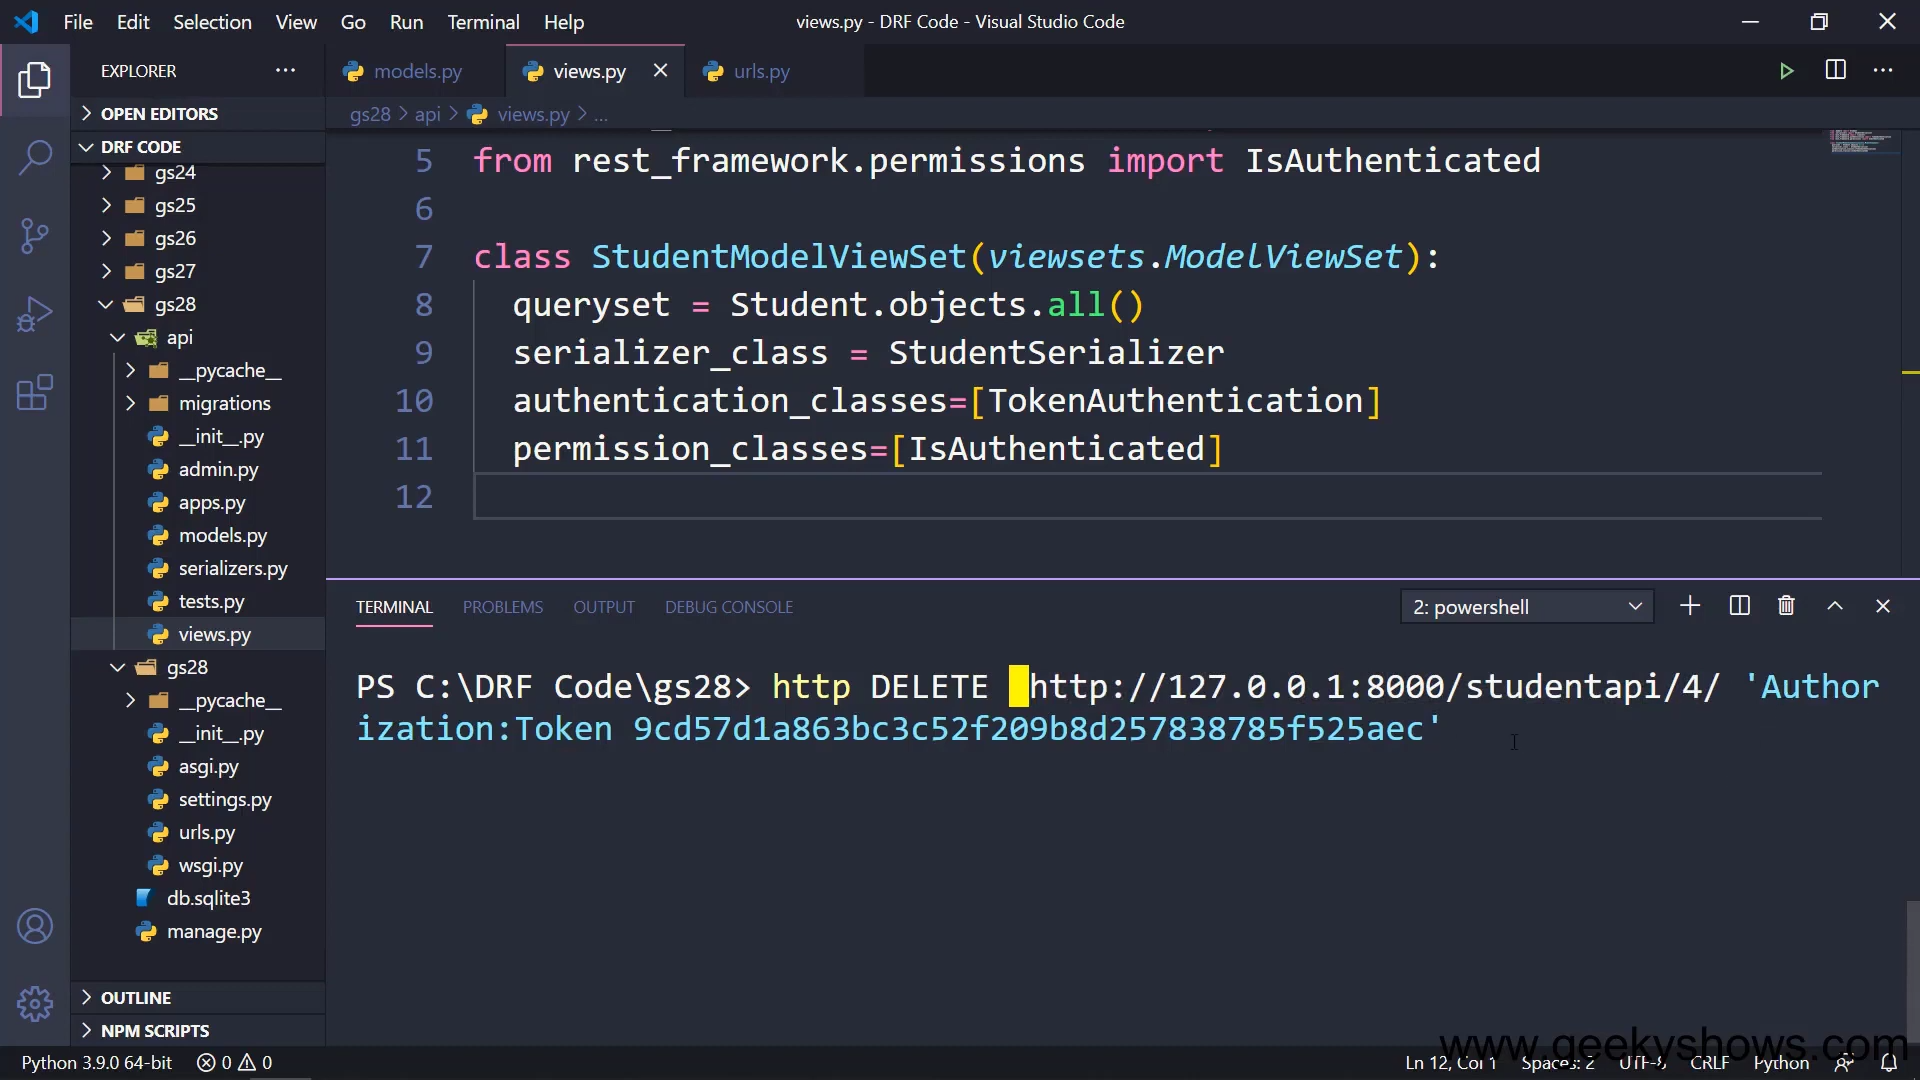 File Edit Selection View Go Run Terminal Help
views.py - DRF Code - Visual Studio Code
EXPLORER
models.py
views.py
urls.py
OPEN EDITORS
gs28 > api > views.py > ...
DRF CODE
gs24
gs25
gs26
gs27
gs28
api
__pycache__
migrations
__init__.py
admin.py
apps.py
models.py
serializers.py
tests.py
views.py
gs28
__pycache__
__init__.py
asgi.py
settings.py
urls.py
wsgi.py
db.sqlite3
manage.py
OUTLINE
NPM SCRIPTS
5 from rest_framework.permissions import IsAuthenticated
6
7 class StudentModelViewSet(viewsets.ModelViewSet):
8 queryset = Student.objects.all()
9 serializer_class = StudentSerializer
10 authentication_classes=[TokenAuthentication]
11 permission_classes=[IsAuthenticated]
12
TERMINAL PROBLEMS OUTPUT DEBUG CONSOLE
2: powershell
PS C:\DRF Code\gs28> http DELETE http://127.0.0.1:8000/studentapi/4/ 'Author
ization:Token 9cd57d1a863bc3c52f209b8d257838785f525aec'
www.geekyshows.com
Python 3.9.0 64-bit 0 0
Ln 12, Col 1 Spaces: 2 UTF-8 CRLF Python